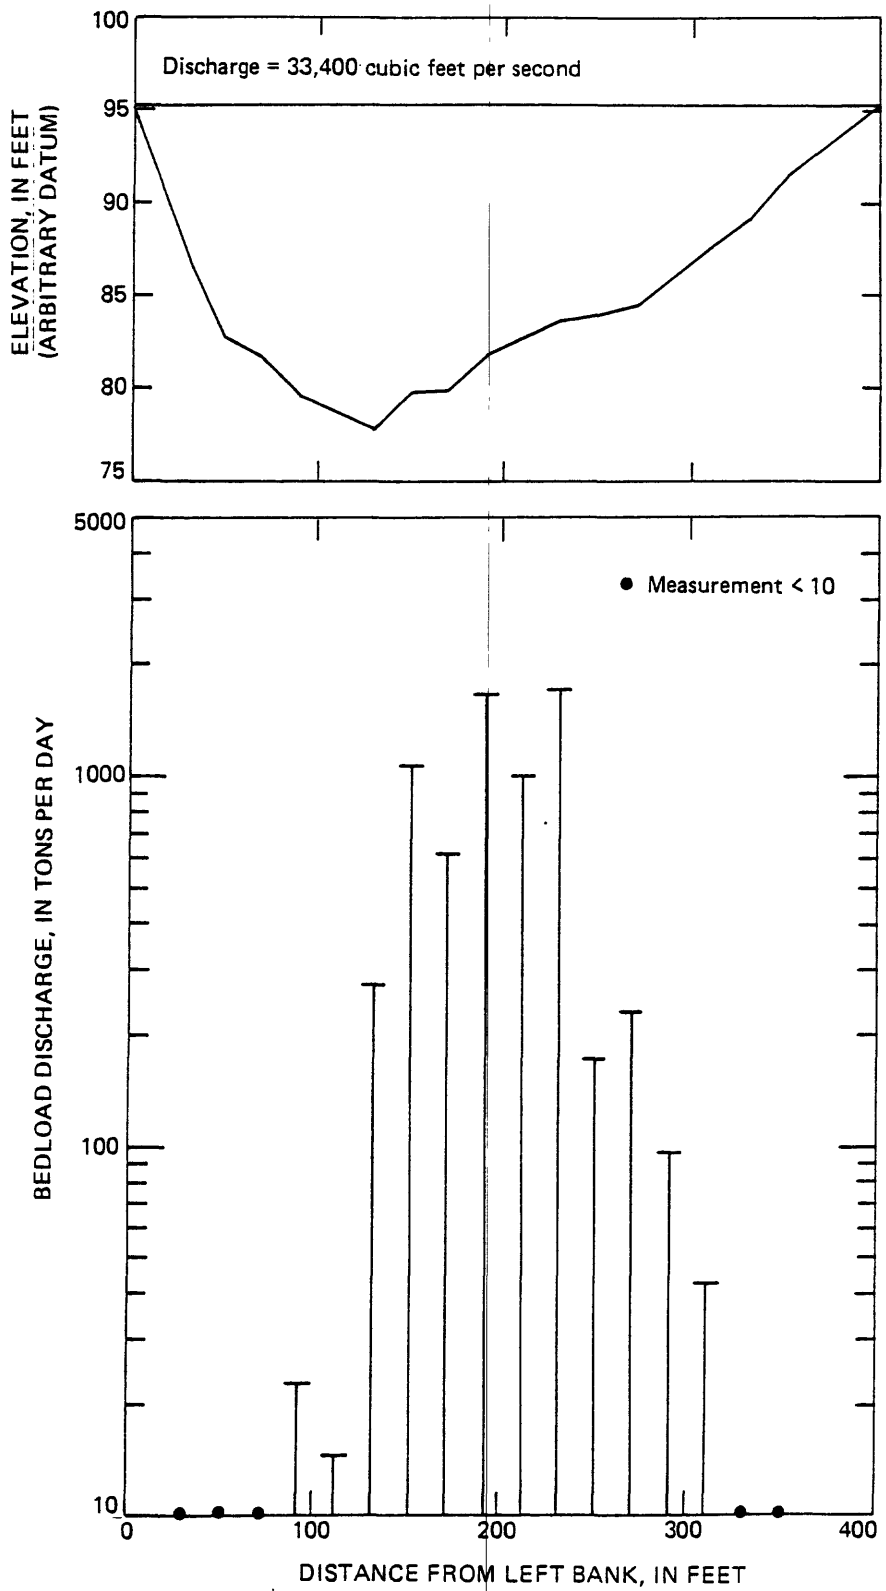 100
Discharge = 33,400 cubic feet per second
95
90
85
80
75
ELEVATION, IN FEET
(ARBITRARY DATUM)
5000
Measurement < 10
1000
100
10
BEDLOAD DISCHARGE, IN TONS PER DAY
0 100 200 300 400
DISTANCE FROM LEFT BANK, IN FEET